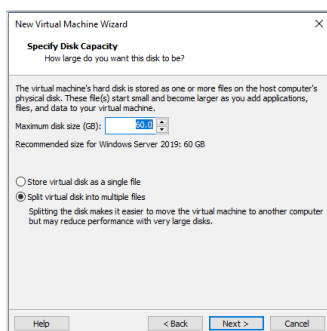 New Virtual Machine Wizard
Specify Disk Capacity
How large do you want this disk to be?
The virtual machine's hard disk is stored as one or more files on the host computer's
physical disk. These file(s) start small and become larger as you add applications,
files, and data to your virtual machine.
Maximum disk size (GB): 60.0
Recommended size for Windows Server 2019: 60 GB
Store virtual disk as a single file
Split virtual disk into multiple files
Splitting the disk makes it easier to move the virtual machine to another computer
but may reduce performance with very large disks.
Help < Back Next > Cancel